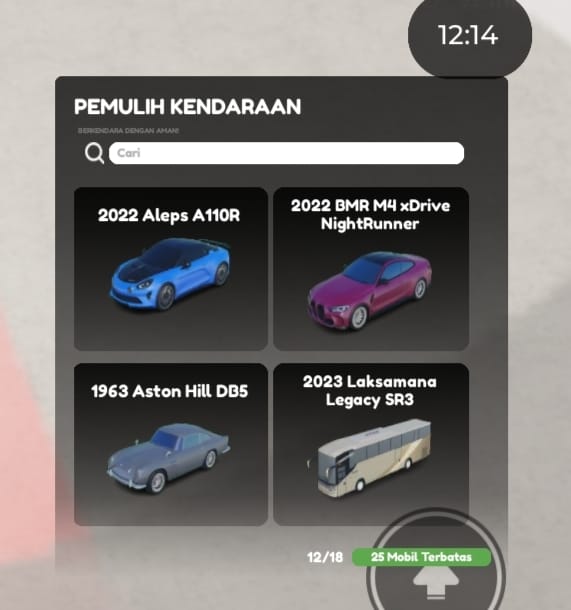 12:14
PEMULIH KENDARAAN
BERKENDARA DENGAN AMAN!
Cari
2022 Aleps A110R
2022 BMR M4 xDrive
NightRunner
1963 Aston Hill DB5
2023 Laksamana
Legacy SR3
12/18
25 Mobil Terbatas